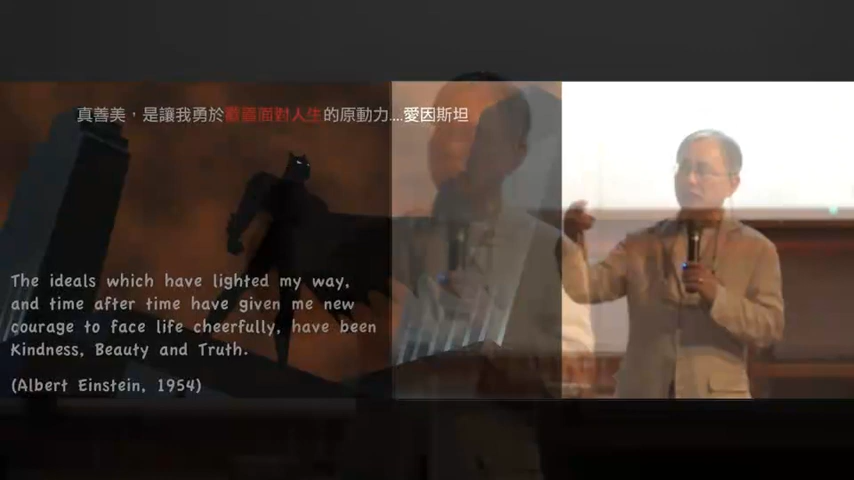 真善美，是讓我勇於歡喜面對人生的原動力....愛因斯坦
The ideals which have lighted my way,
and time after time have given me new
courage to face life cheerfully, have been
Kindness, Beauty and Truth.
(Albert Einstein, 1954)